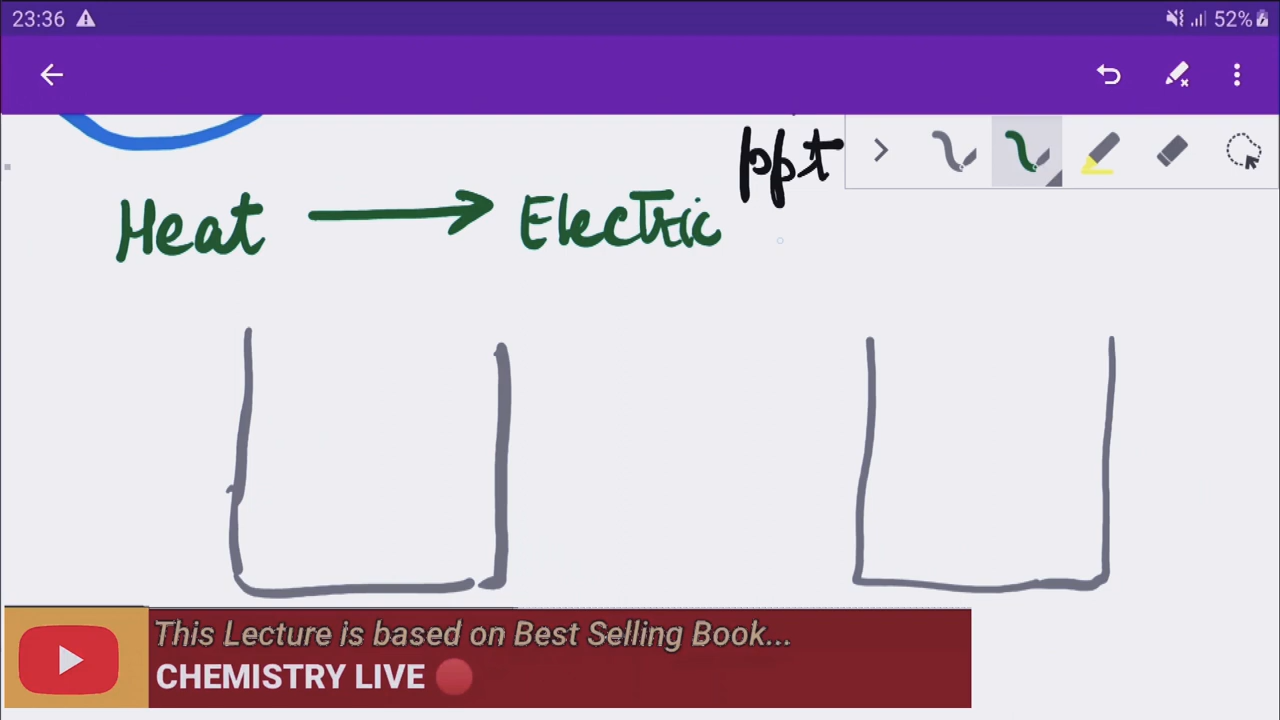 23:36 52%
ppt
Heat → Electric
This Lecture is based on Best Selling Book...
CHEMISTRY LIVE